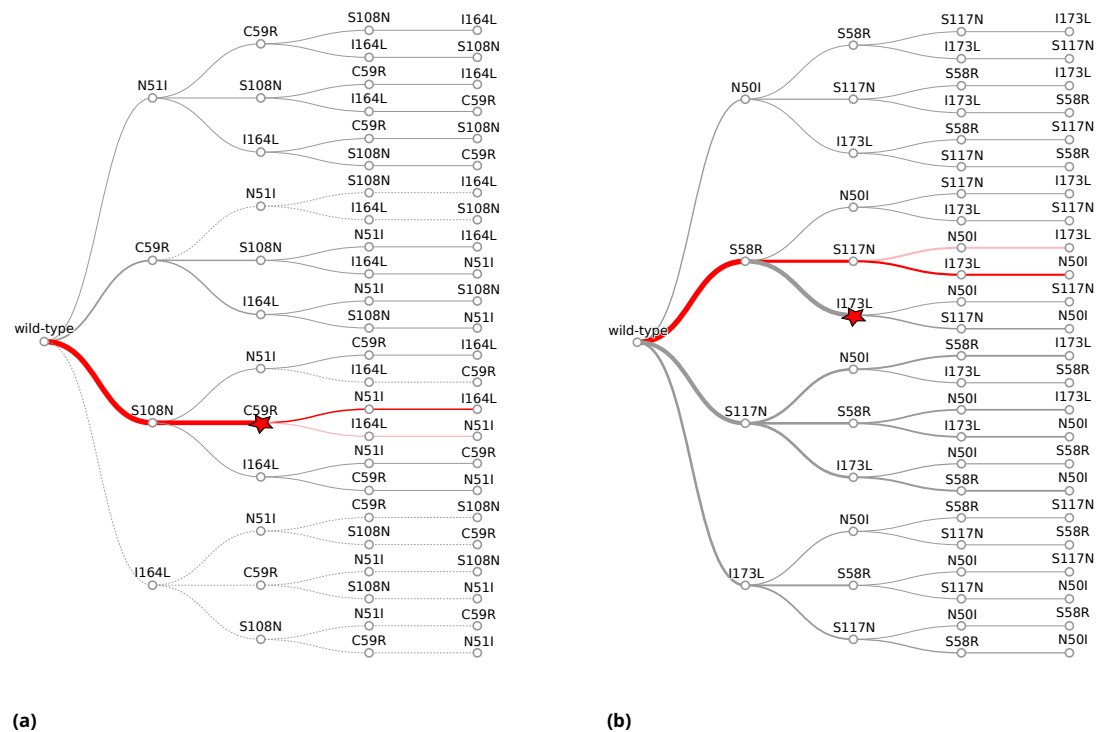 S108N I164L
C59R
I164L S108N
N51I S108N C59R I164L
I164L C59R
I164L C59R S108N
S108N C59R
N51I S108N I164L
I164L S108N
C59R S108N N51I I164L
I164L N51I
I164L N51I S108N
S108N N51I
wild-type
N51I C59R I164L
I164L C59R
S108N C59R N51I I164L
I164L N51I
I164L N51I C59R
C59R N51I
N51I C59R S108N
S108N C59R
I164L C59R N51I S108N
S108N N51I
S108N N51I C59R
C59R N51I
(a)
S117N I173L
S58R
I173L S117N
N50I S117N S58R I173L
I173L S58R
I173L S58R S117N
S117N S58R
N50I S117N I173L
I173L S117N
S58R S117N N50I I173L
I173L N50I
I173L N50I S117N
S117N N50I
wild-type
N50I S58R I173L
I173L S58R
S117N S58R N50I I173L
I173L N50I
I173L N50I S58R
S58R N50I
N50I S58R S117N
S117N S58R
I173L S58R N50I S117N
S117N N50I
S117N N50I S58R
S58R N50I
(b)